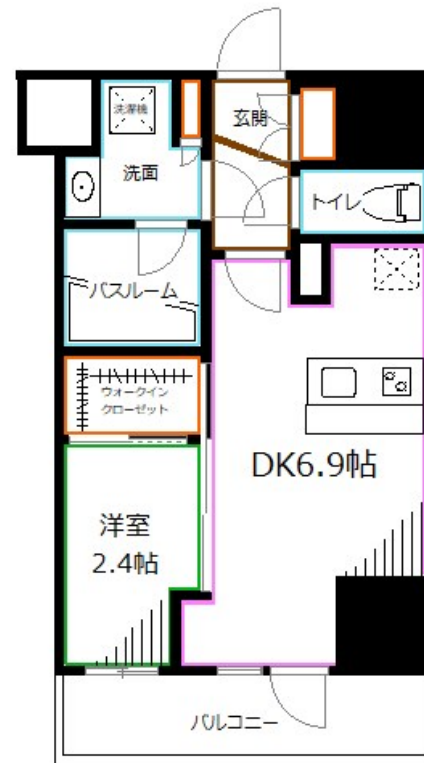 洗濯機
玄関
洗面
トイレ
バスルーム
ウォークイン
クローゼット
DK6.9帖
洋室
2.4帖
バルコニー